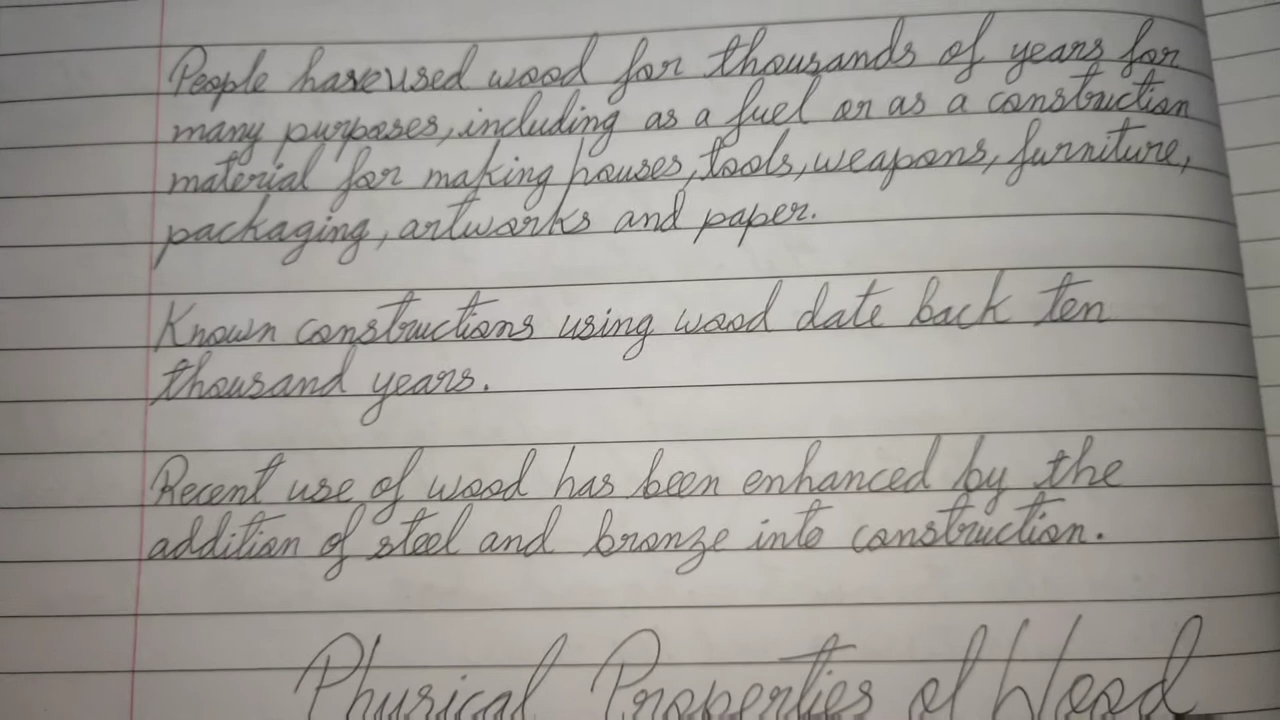 People have used wood for thousands of years for
many purposes, including as a fuel or as a construction
material for making houses, tools, weapons, furniture,
packaging, artworks and paper.
Known constructions using wood date back ten
thousand years.
Recent use of wood has been enhanced by the
addition of steel and bronze into construction.
Physical Properties of Wood